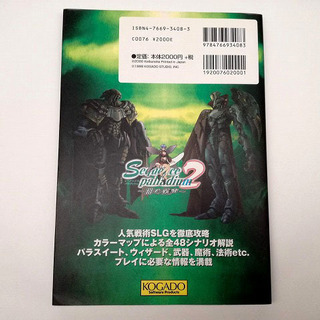 ISBN4-7669-3408-3
C0076 ¥2000E
定価:本体2000円+税
9784766934083
1920076020001
2
人気戦術SLGを徹底攻略
カラーマップによる全48シナリオ解説
パラスイート、ウィザード、武器、魔術、法術etc.
プレイに必要な情報を満載
KOGADO
Software Products